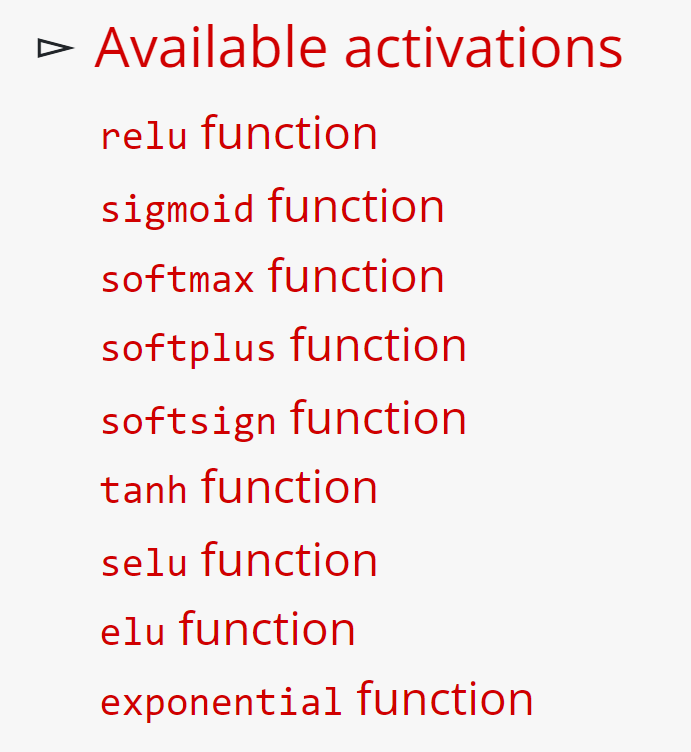 Available activations
relu function
sigmoid function
softmax function
softplus function
softsign function
tanh function
selu function
elu function
exponential function